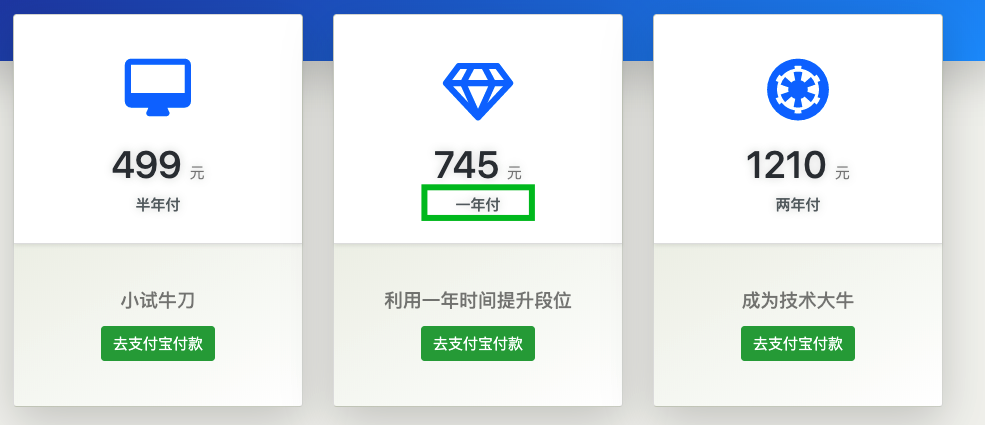 499 元
半年付
小试牛刀
去支付宝付款
745 元
一年付
利用一年时间提升段位
去支付宝付款
1210 元
两年付
成为技术大牛
去支付宝付款